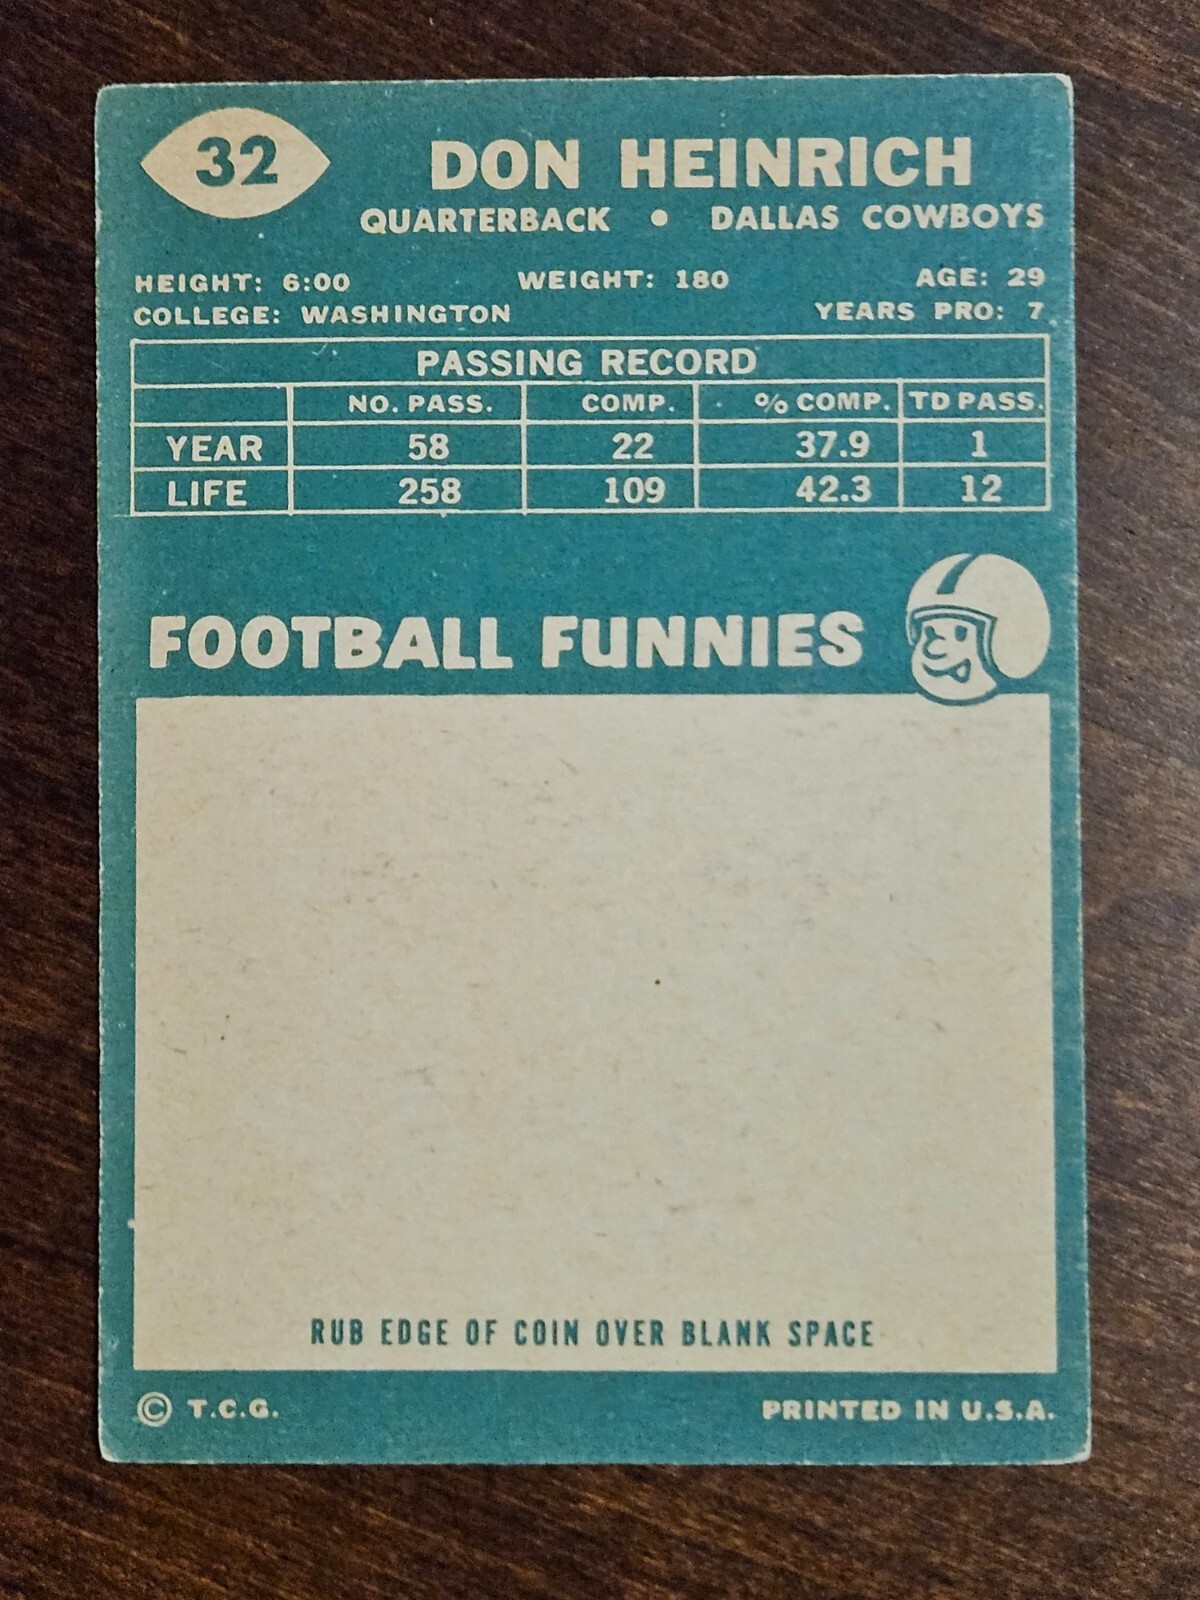 32
DON HEINRICH
QUARTERBACK • DALLAS COWBOYS
HEIGHT: 6:00 WEIGHT: 180 AGE: 29
COLLEGE: WASHINGTON YEARS PRO: 7
PASSING RECORD
NO. PASS. COMP. % COMP. TD PASS.
YEAR 58 22 37.9 1
LIFE 258 109 42.3 12
FOOTBALL FUNNIES
RUB EDGE OF COIN OVER BLANK SPACE
© T.C.G. PRINTED IN U.S.A.